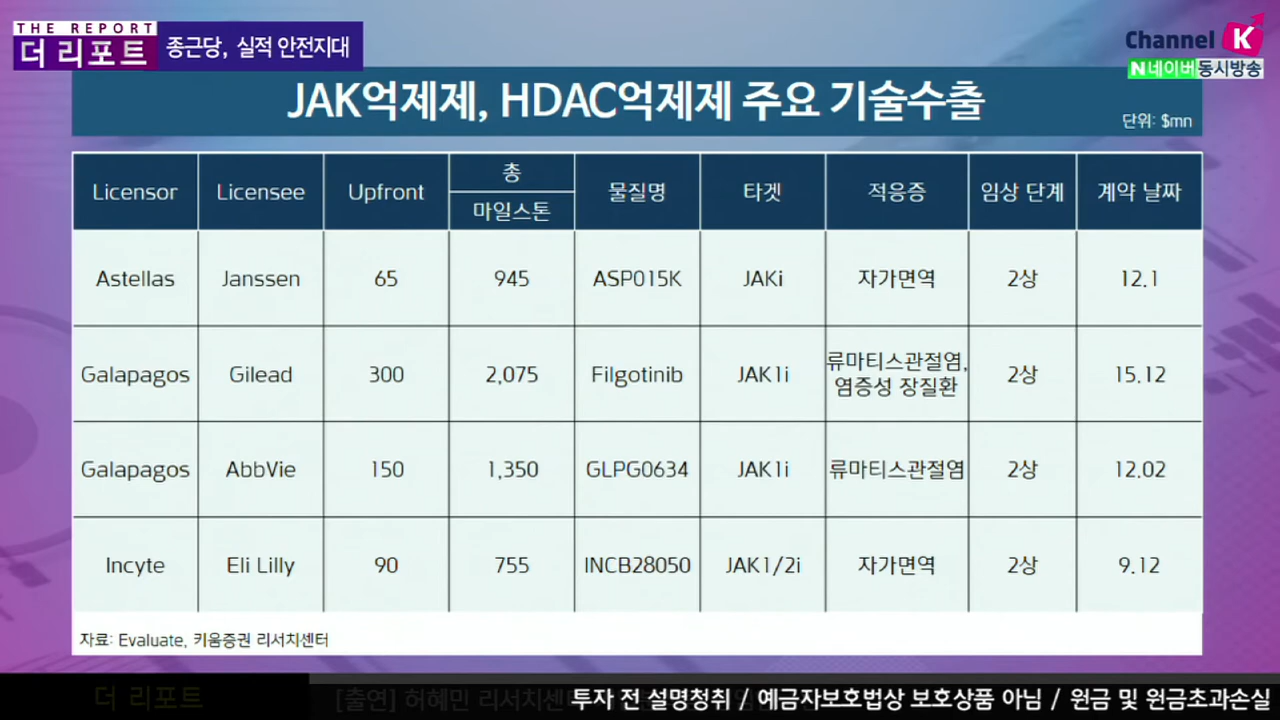 THE REPORT
더 리포트
종근당, 실적 안전지대
Channel K
N네이버 동시방송
JAK억제제, HDAC억제제 주요 기술수출
단위: $mn
Licensor Licensee Upfront 총 마일스톤 물질명 타겟 적응증 임상 단계 계약 날짜
Astellas Janssen 65 945 ASP015K JAKi 자가면역 2상 12.1
Galapagos Gilead 300 2,075 Filgotinib JAK1i 류마티스관절염, 염증성 장질환 2상 15.12
Galapagos AbbVie 150 1,350 GLPG0634 JAK1i 류마티스관절염 2상 12.02
Incyte Eli Lilly 90 755 INCB28050 JAK1/2i 자가면역 2상 9.12
자료: Evaluate, 키움증권 리서치센터
더 리포트
[출연] 허혜민 리서치센
투자 전 설명청취 / 예금자보호법상 보호상품 아님 / 원금 및 원금초과손실